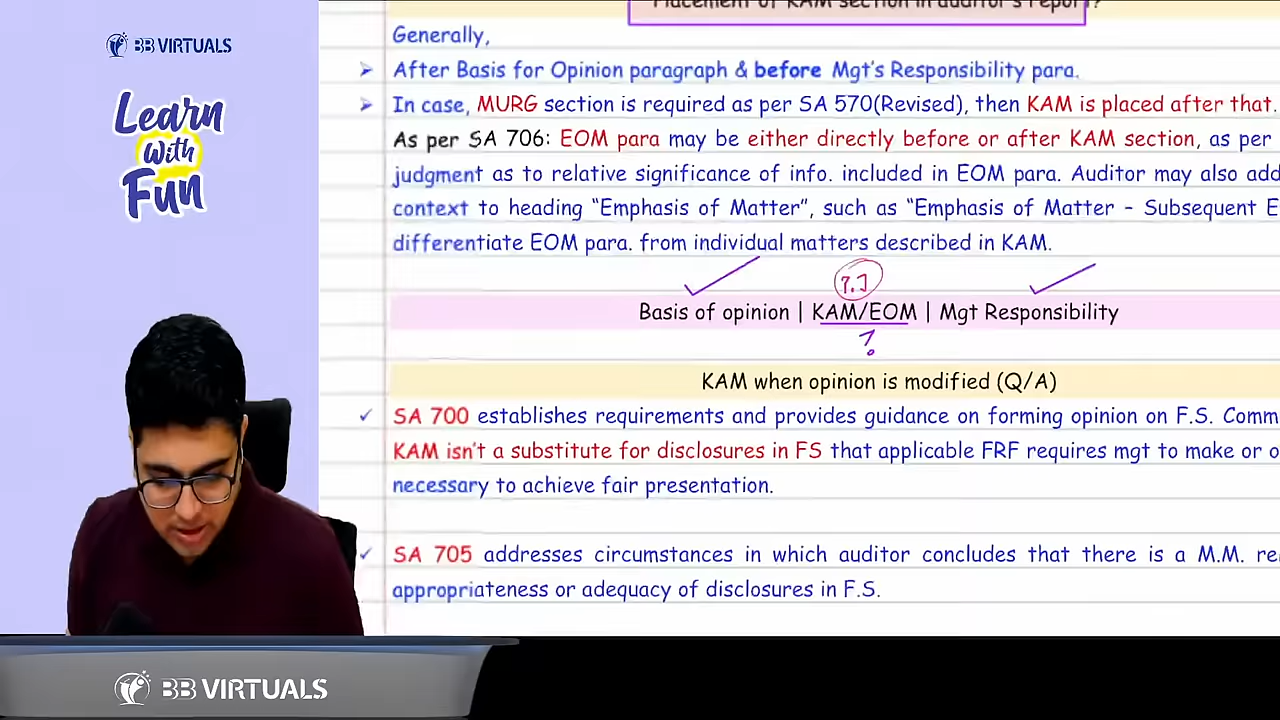 BB VIRTUALS
Learn
With
Fun
Placement of KAM section in auditor's report?
Generally,
➤ After Basis for Opinion paragraph & before Mgt's Responsibility para.
➤ In case, MURG section is required as per SA 570(Revised), then KAM is placed after that.
As per SA 706: EOM para may be either directly before or after KAM section, as per
judgment as to relative significance of info. included in EOM para. Auditor may also add
context to heading “Emphasis of Matter”, such as “Emphasis of Matter – Subsequent E
differentiate EOM para. from individual matters described in KAM.
P.J
Basis of opinion | KAM/EOM | Mgt Responsibility
?
KAM when opinion is modified (Q/A)
✓ SA 700 establishes requirements and provides guidance on forming opinion on F.S. Comm
KAM isn't a substitute for disclosures in FS that applicable FRF requires mgt to make or o
necessary to achieve fair presentation.
✓ SA 705 addresses circumstances in which auditor concludes that there is a M.M. re
appropriateness or adequacy of disclosures in F.S.
BB VIRTUALS